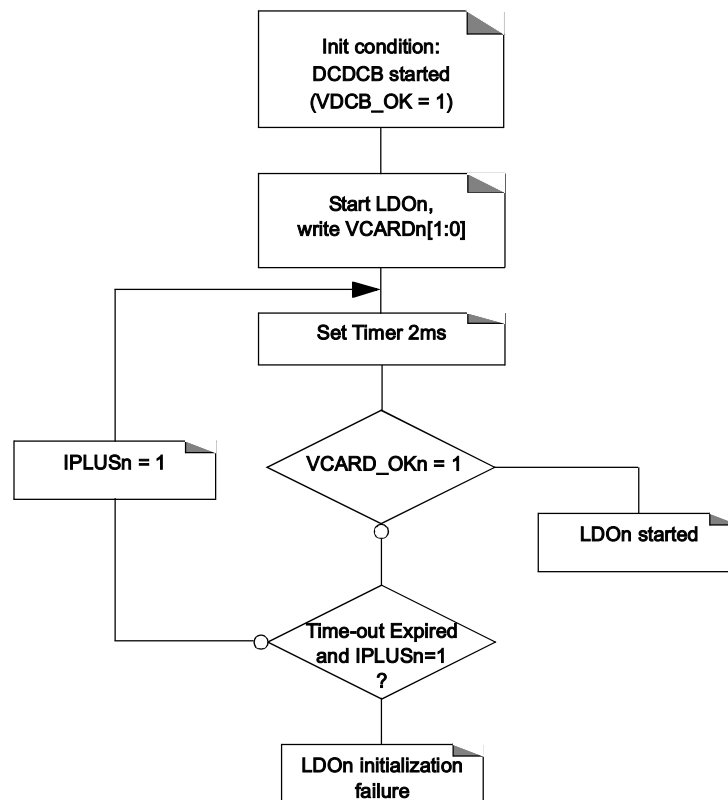 Init condition:
DCDCB started
(VDCB_OK = 1)
Start LDOn,
write VCARDn[1:0]
Set Timer 2ms
IPLUSn = 1
VCARD_OKn = 1
LDOn started
Time-out Expired
and IPLUSn=1
?
LDOn initialization
failure